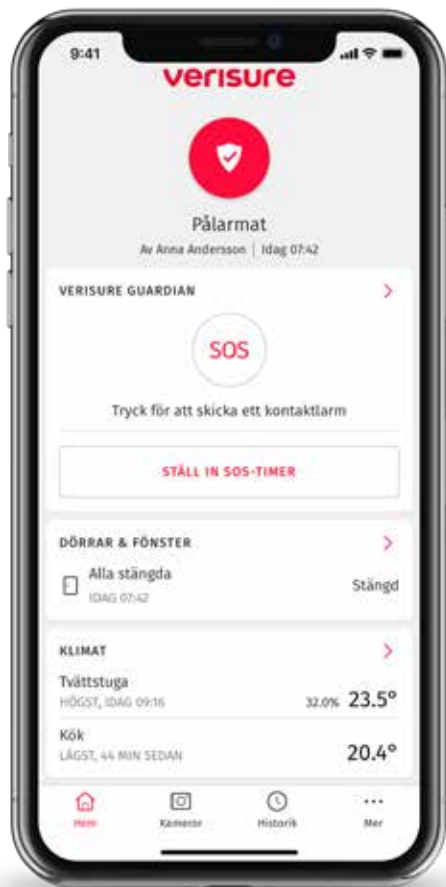 9:41
verisure
Pålarmat
Av Anna Andersson | Idag 07:42
VERISURE GUARDIAN
SOS
Tryck för att skicka ett kontaktlarm
STÄLL IN SOS-TIMER
DÖRRAR & FÖNSTER
Alla stängda
IDAG 07:42
Stängd
KLIMAT
Tvättstuga
HÖGST, IDAG 09:16
32.0% 23.5°
Kök
LÄGST, 44 MIN SEDAN
20.4°
Hem
Kameror
Historik
Mer